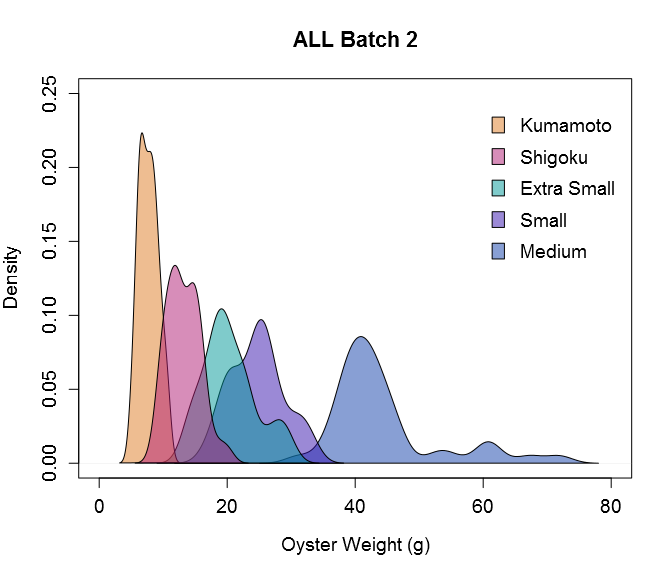 ALL Batch 2
Density
0.00
0.05
0.10
0.15
0.20
0.25
Kumamoto
Shigoku
Extra Small
Small
Medium
0 20 40 60 80
Oyster Weight (g)